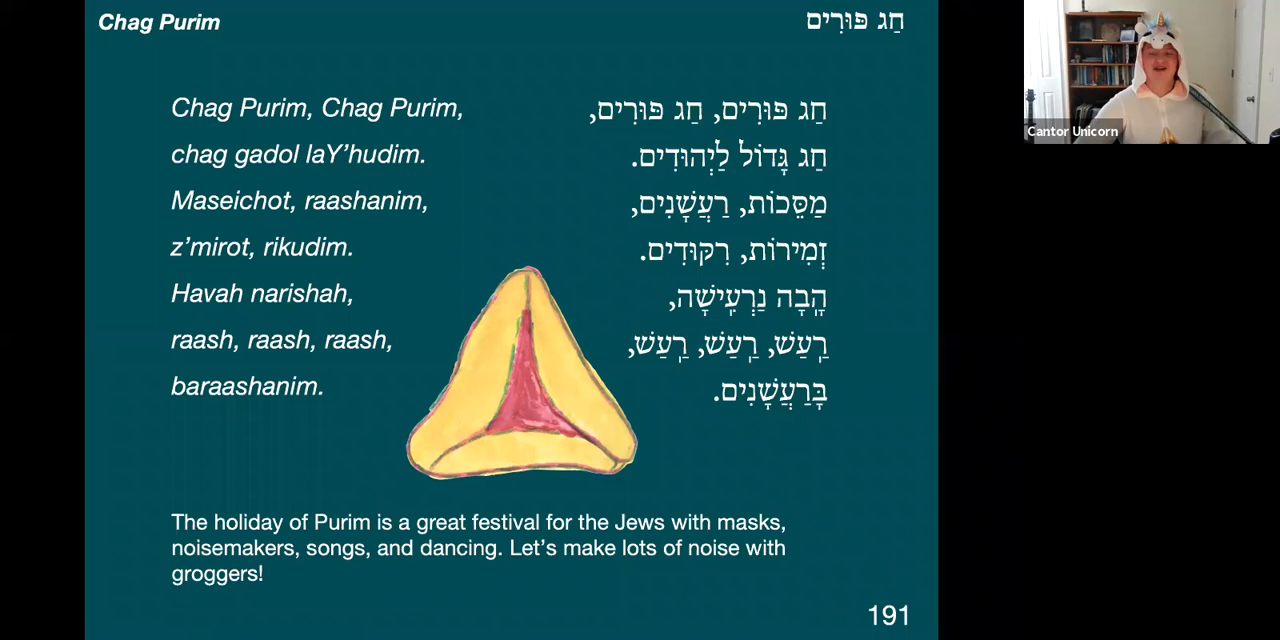 Chag Purim
חַג פּוּרִים
Chag Purim, Chag Purim,
chag gadol laY’hudim.
Maseichot, raashanim,
z’mirot, rikudim.
Havah narishah,
raash, raash, raash,
baraashanim.
חַג פּוּרִים, חַג פּוּרִים,
חַג גָּדוֹל לַיְּהוּדִים.
מַסֵּכוֹת, רַעֲשָׁנִים,
זְמִירוֹת, רִקּוּדִים.
הָבָה נַרְעִישָׁה,
רַעַשׁ, רַעַשׁ, רַעַשׁ,
בָּרַעֲשָׁנִים.
The holiday of Purim is a great festival for the Jews with masks,
noisemakers, songs, and dancing. Let’s make lots of noise with
groggers!
191
Cantor Unicorn